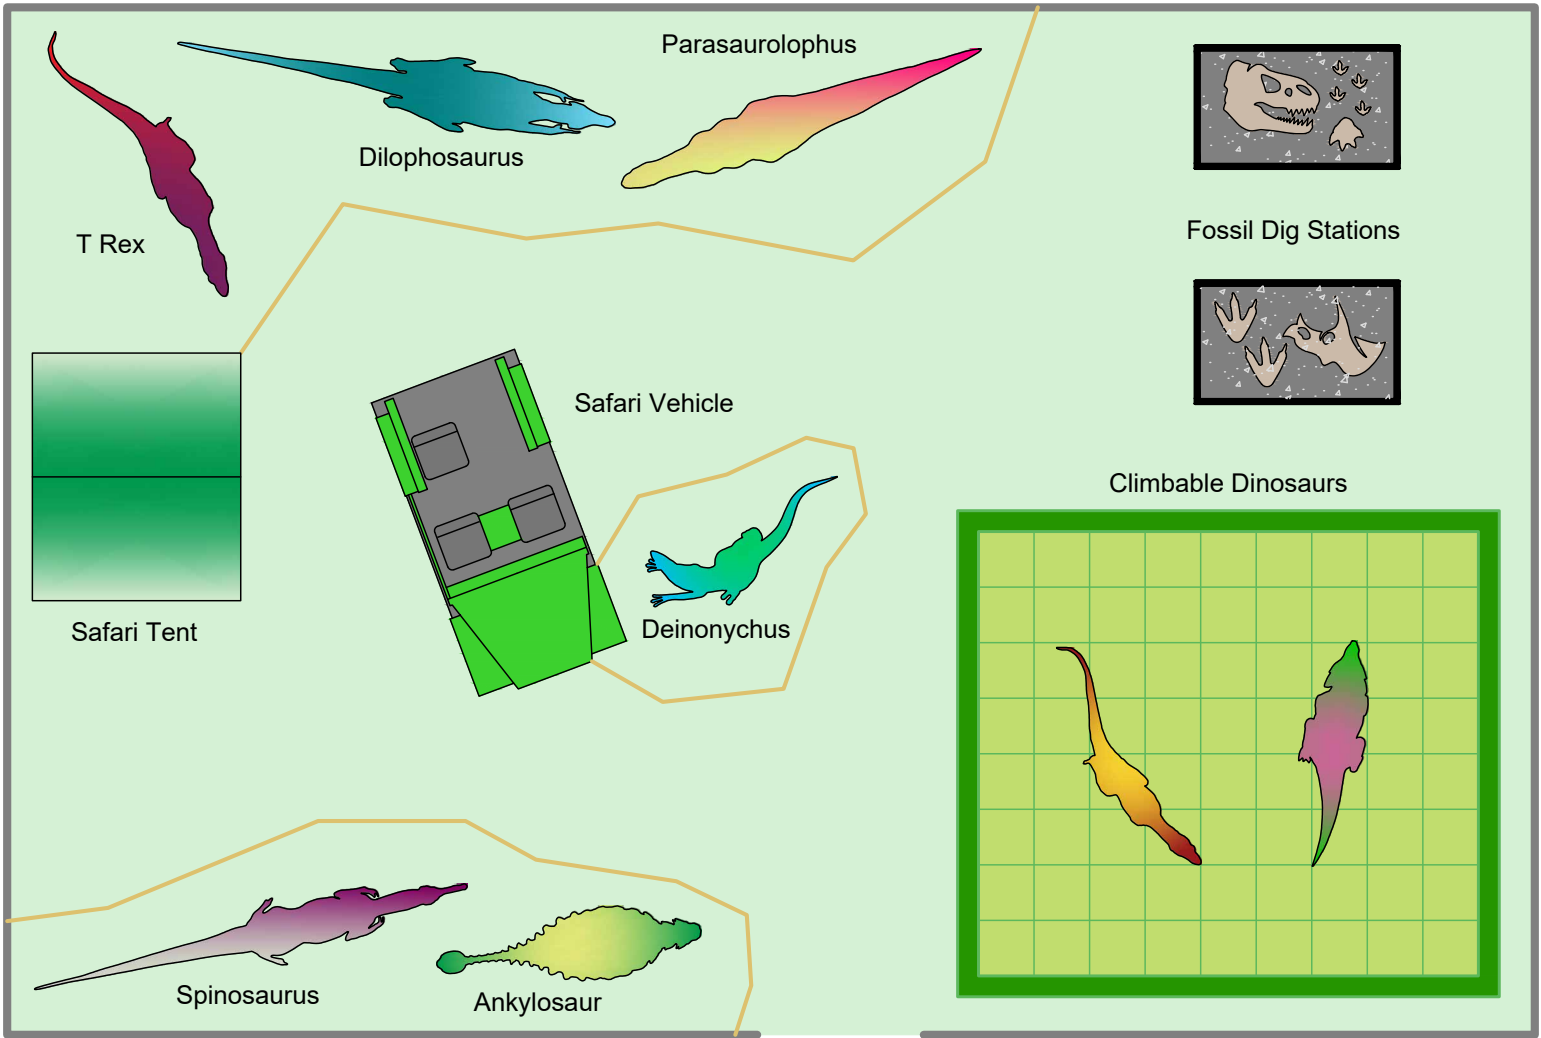 Parasaurolophus
Dilophosaurus
T Rex
Fossil Dig Stations
Safari Vehicle
Climbable Dinosaurs
Safari Tent
Deinonychus
Spinosaurus
Ankylosaur